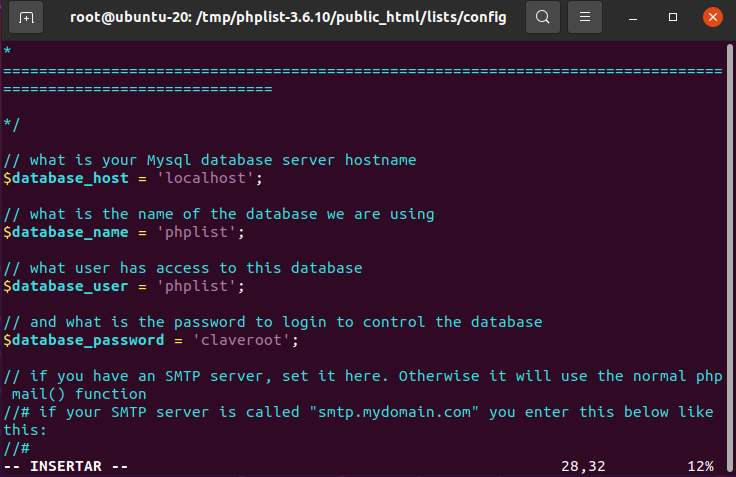 root@ubuntu-20: /tmp/phplist-3.6.10/public_html/lists/config
*
================================================================================
==============================
*/
// what is your Mysql database server hostname
$database_host = 'localhost';
// what is the name of the database we are using
$database_name = 'phplist';
// what user has access to this database
$database_user = 'phplist';
// and what is the password to login to control the database
$database_password = 'claveroot';
// if you have an SMTP server, set it here. Otherwise it will use the normal php
 mail() function
//# if your SMTP server is called "smtp.mydomain.com" you enter this below like
this:
//#
-- INSERTAR -- 28,32 12%